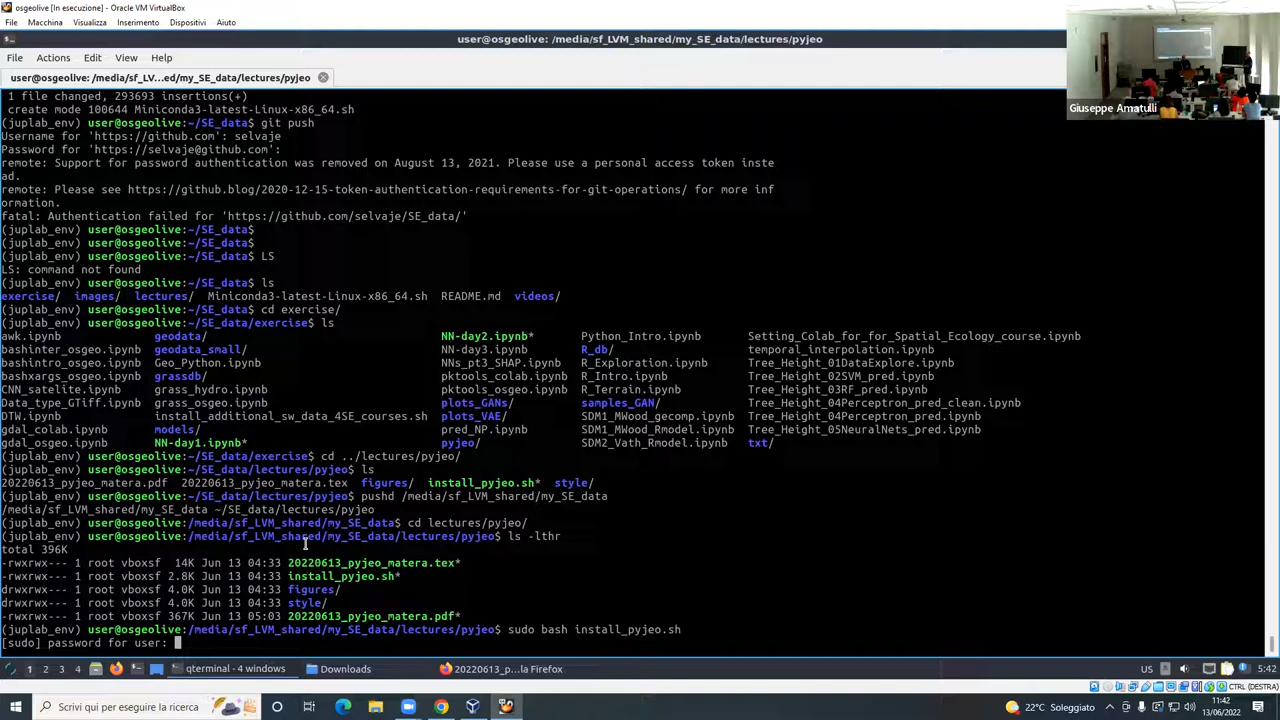 osgeolive [In esecuzione] - Oracle VM VirtualBox
File Macchina Visualizza Inserimento Dispositivi Aiuto
user@osgeolive: /media/sf_LVM_shared/my_SE_data/lectures/pyjeo
File Actions Edit View Help
user@osgeolive: /media/sf_LV...ed/my_SE_data/lectures/pyjeo
Giuseppe Amatulli
1 file changed, 293693 insertions(+)
create mode 100644 Miniconda3-latest-Linux-x86_64.sh
(juplab_env) user@osgeolive:~/SE_data$ git push
Username for 'https://github.com': selvaje
Password for 'https://selvaje@github.com':
remote: Support for password authentication was removed on August 13, 2021. Please use a personal access token inste
ad.
remote: Please see https://github.blog/2020-12-15-token-authentication-requirements-for-git-operations/ for more inf
ormation.
fatal: Authentication failed for 'https://github.com/selvaje/SE_data/'
(juplab_env) user@osgeolive:~/SE_data$
(juplab_env) user@osgeolive:~/SE_data$
(juplab_env) user@osgeolive:~/SE_data$ LS
LS: command not found
(juplab_env) user@osgeolive:~/SE_data$ ls
exercise/ images/ lectures/ Miniconda3-latest-Linux-x86_64.sh README.md videos/
(juplab_env) user@osgeolive:~/SE_data$ cd exercise/
(juplab_env) user@osgeolive:~/SE_data/exercise$ ls
awk.ipynb geodata/ NN-day2.ipynb* Python_Intro.ipynb Setting_Colab_for_for_Spatial_Ecology_course.ipynb
bashinter_osgeo.ipynb geodata_small/ NN-day3.ipynb R_db/ temporal_interpolation.ipynb
bashintro_osgeo.ipynb Geo_Python.ipynb NNs_pt3_SHAP.ipynb R_Exploration.ipynb Tree_Height_01DataExplore.ipynb
bashxargs_osgeo.ipynb grassdb/ pktools_colab.ipynb R_Intro.ipynb Tree_Height_02SVM_pred.ipynb
CNN_satelite.ipynb grass_hydro.ipynb pktools_osgeo.ipynb R_Terrain.ipynb Tree_Height_03RF_pred.ipynb
Data_type_GTiff.ipynb grass_osgeo.ipynb plots_GANs/ samples_GAN/ Tree_Height_04Perceptron_pred_clean.ipynb
DTW.ipynb install_additional_sw_data_4SE_courses.sh plots_VAE/ SDM1_MWood_gecomp.ipynb Tree_Height_04Perceptron_pred.ipynb
gdal_colab.ipynb models/ pred_NP.ipynb SDM1_MWood_Rmodel.ipynb Tree_Height_05NeuralNets_pred.ipynb
gdal_osgeo.ipynb NN-day1.ipynb* pyjeo/ SDM2_Vath_Rmodel.ipynb txt/
(juplab_env) user@osgeolive:~/SE_data/exercise$ cd ../lectures/pyjeo/
(juplab_env) user@osgeolive:~/SE_data/lectures/pyjeo$ ls
20220613_pyjeo_matera.pdf 20220613_pyjeo_matera.tex figures/ install_pyjeo.sh* style/
(juplab_env) user@osgeolive:~/SE_data/lectures/pyjeo$ pushd /media/sf_LVM_shared/my_SE_data
/media/sf_LVM_shared/my_SE_data ~/SE_data/lectures/pyjeo
(juplab_env) user@osgeolive:/media/sf_LVM_shared/my_SE_data$ cd lectures/pyjeo/
(juplab_env) user@osgeolive:/media/sf_LVM_shared/my_SE_data/lectures/pyjeo$ ls -lthr
total 396K
-rwxrwx--- 1 root vboxsf 14K Jun 13 04:33 20220613_pyjeo_matera.tex*
-rwxrwx--- 1 root vboxsf 2.8K Jun 13 04:33 install_pyjeo.sh*
drwxrwx--- 1 root vboxsf 4.0K Jun 13 04:33 figures/
drwxrwx--- 1 root vboxsf 4.0K Jun 13 04:33 style/
-rwxrwx--- 1 root vboxsf 367K Jun 13 05:03 20220613_pyjeo_matera.pdf*
(juplab_env) user@osgeolive:/media/sf_LVM_shared/my_SE_data/lectures/pyjeo$ sudo bash install_pyjeo.sh
[sudo] password for user:
1 2 3 4 qterminal - 4 windows Downloads 20220613_p...la Firefox US 5:42
CTRL (DESTRA)
Scrivi qui per eseguire la ricerca 22°C Soleggiato 11:42
13/06/2022